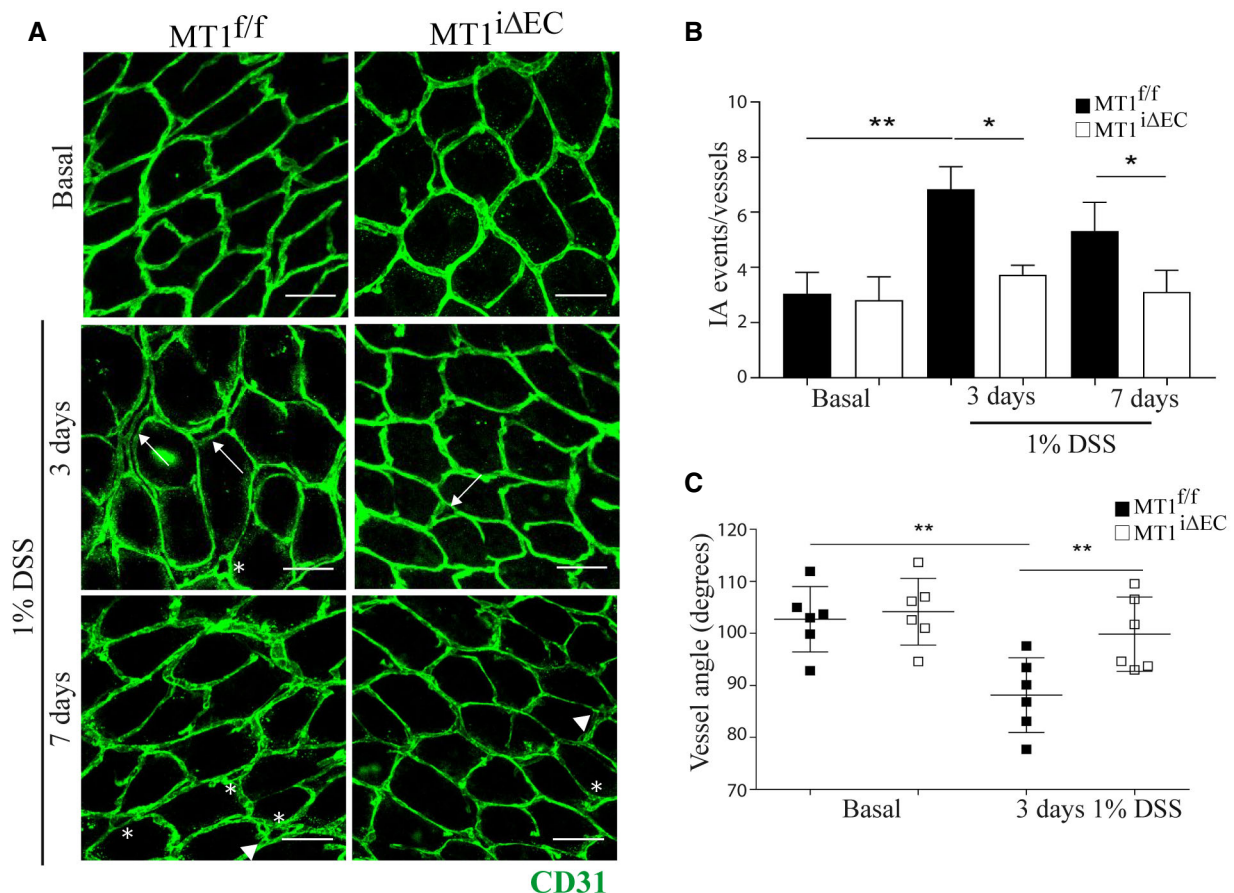 A
MT1f/f
MT1iΔEC
Basal
3 days
7 days
1% DSS
*
*
*
*
*
CD31
B
MT1f/f
MT1iΔEC
IA events/vessels
10
8
6
4
2
0
**
*
*
Basal
3 days
7 days
1% DSS
C
MT1f/f
MT1iΔEC
Vessel angle (degrees)
120
110
100
90
80
70
**
**
Basal
3 days 1% DSS